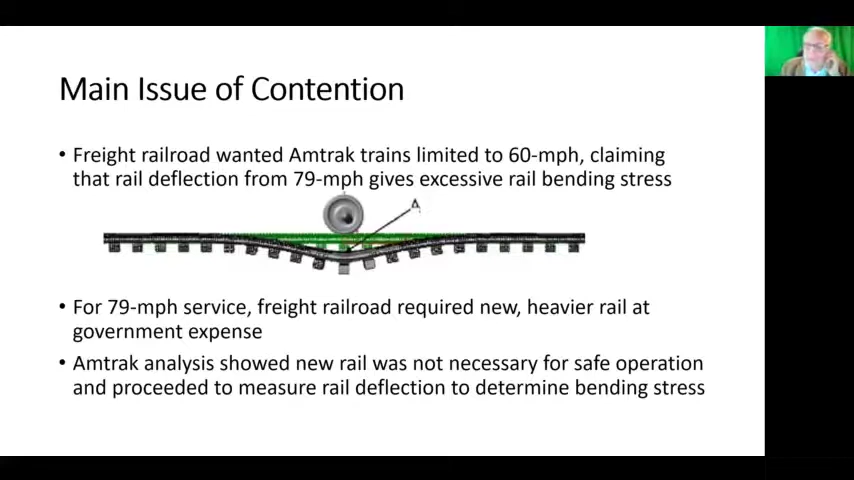 Main Issue of Contention
• Freight railroad wanted Amtrak trains limited to 60-mph, claiming
that rail deflection from 79-mph gives excessive rail bending stress
Δ
• For 79-mph service, freight railroad required new, heavier rail at
government expense
• Amtrak analysis showed new rail was not necessary for safe operation
and proceeded to measure rail deflection to determine bending stress